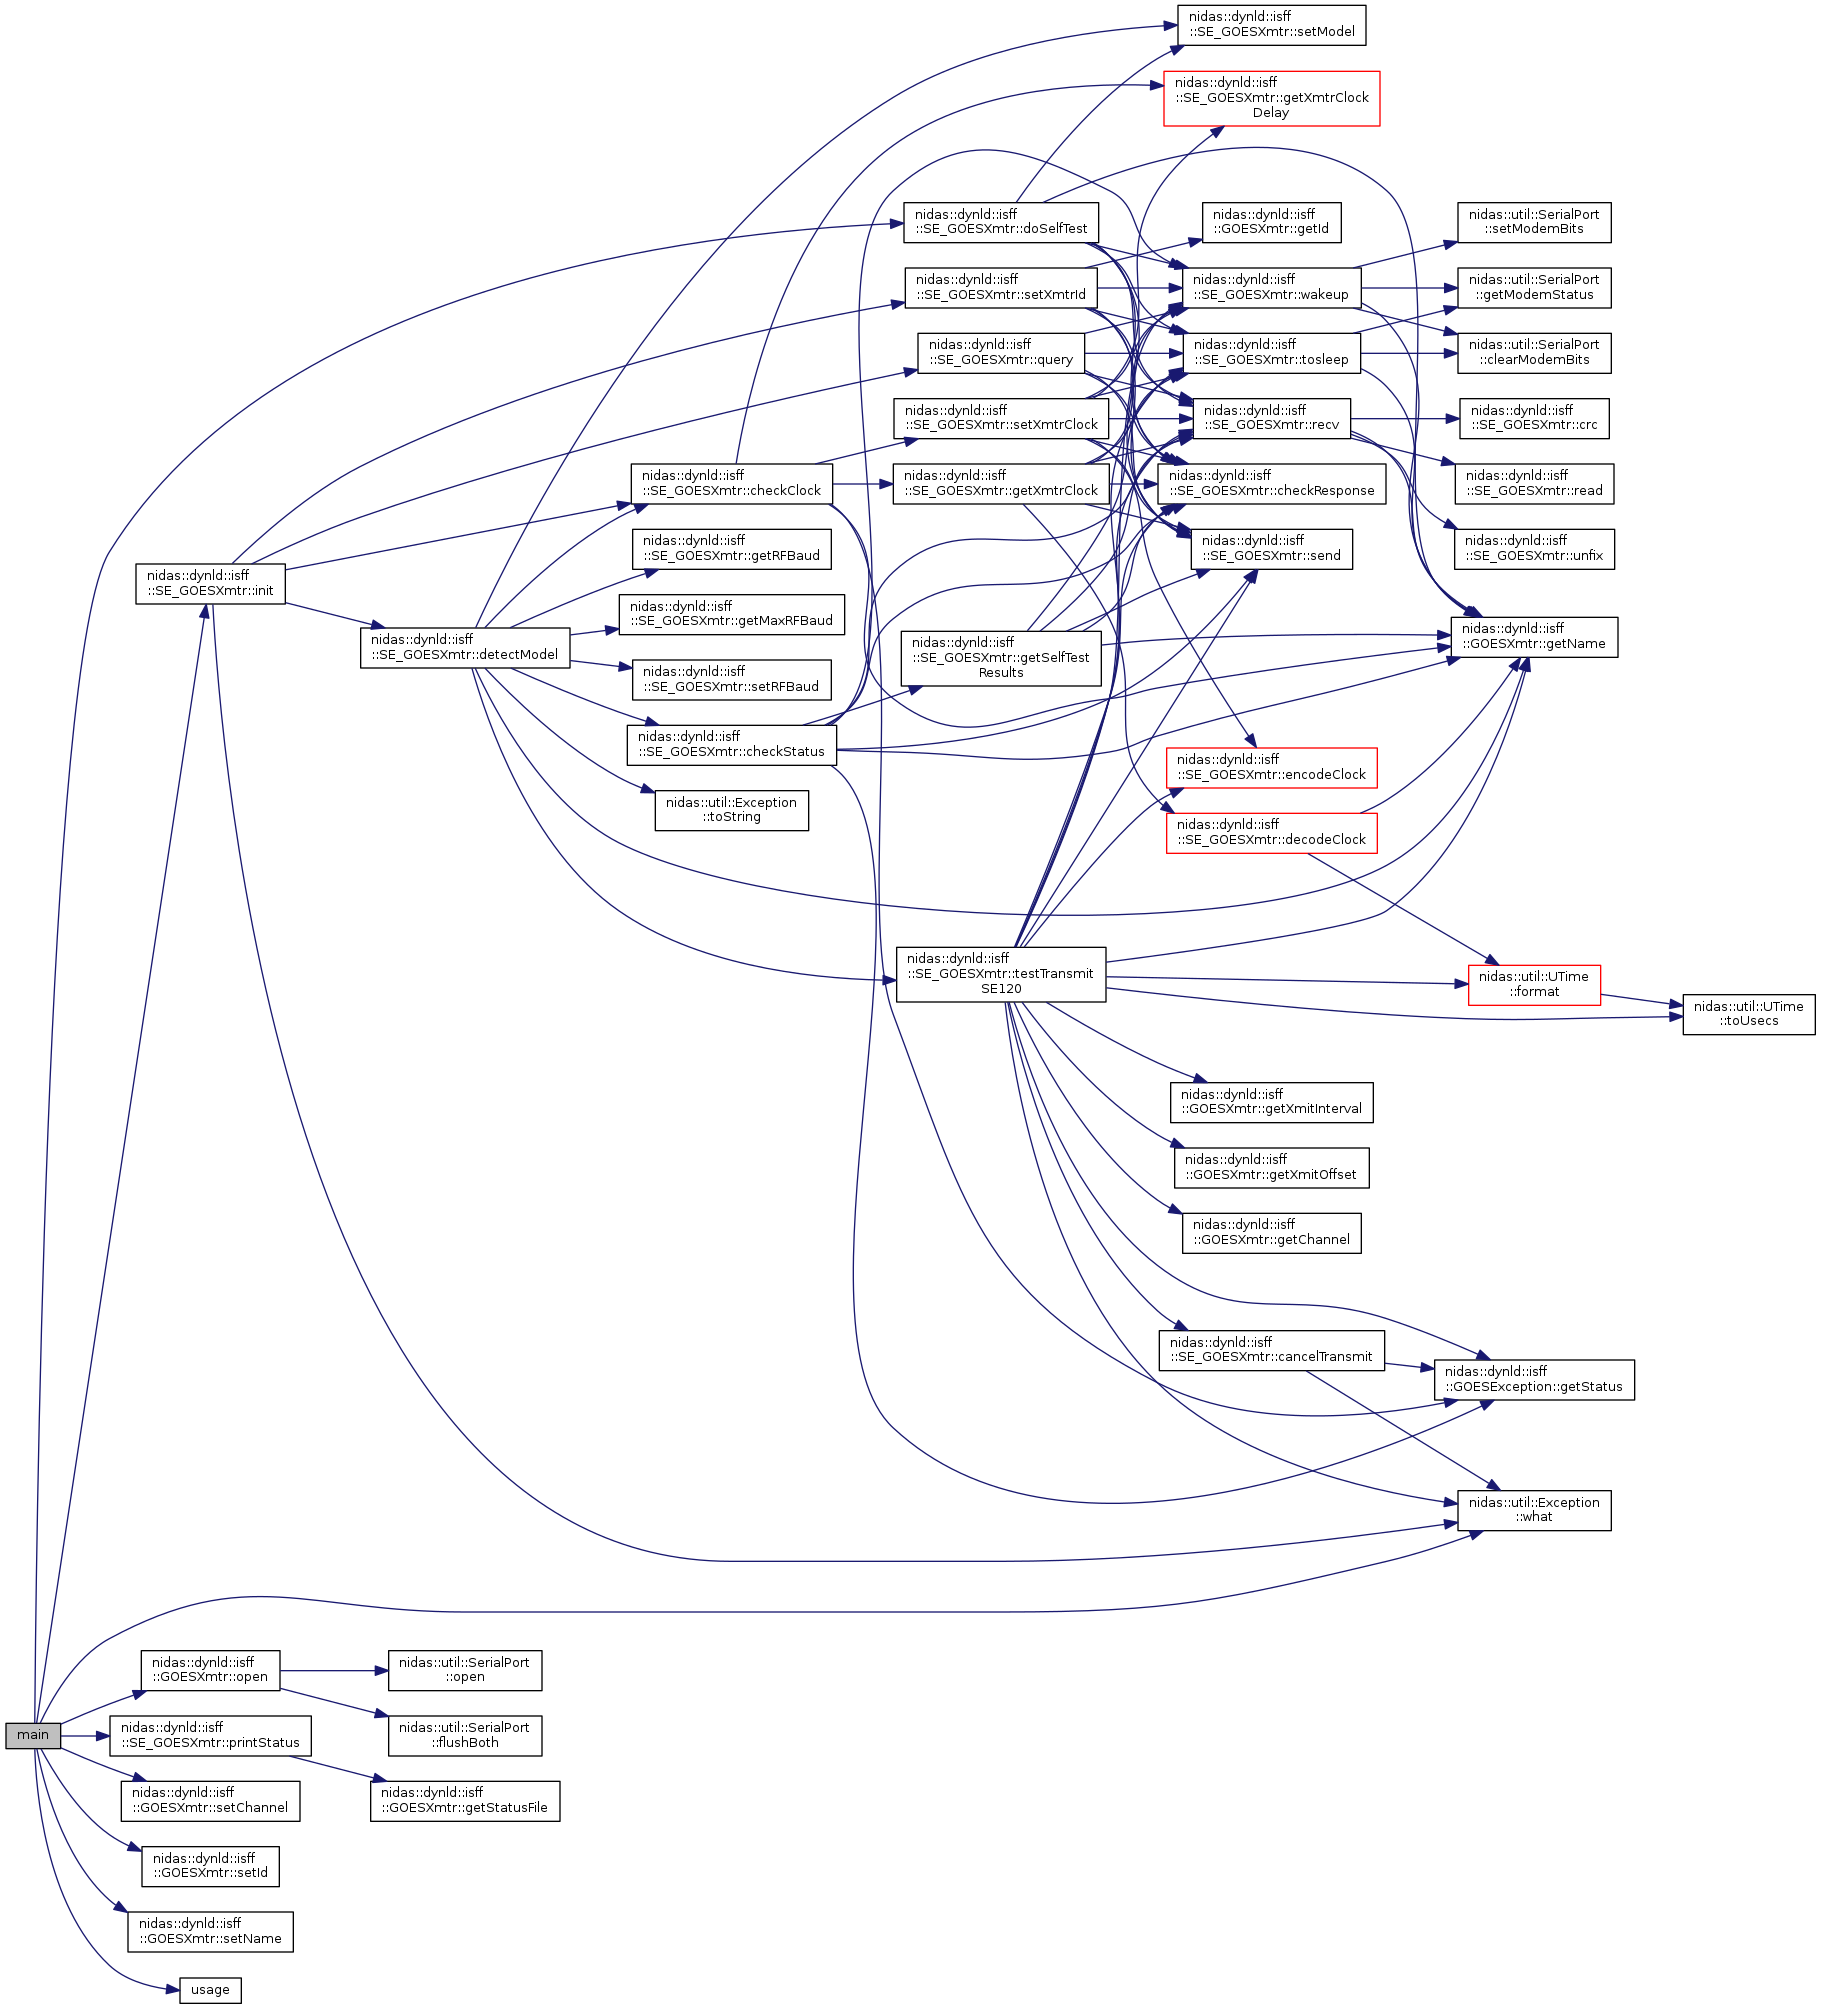 nidas::dynld::isff
::SE_GOESXmtr::setModel
nidas::dynld::isff
::SE_GOESXmtr::getXmtrClock
Delay
nidas::dynld::isff
::SE_GOESXmtr::doSelfTest
nidas::dynld::isff
::GOESXmtr::getId
nidas::util::SerialPort
::setModemBits
nidas::dynld::isff
::SE_GOESXmtr::setXmtrId
nidas::dynld::isff
::SE_GOESXmtr::wakeup
nidas::util::SerialPort
::getModemStatus
nidas::dynld::isff
::SE_GOESXmtr::query
nidas::dynld::isff
::SE_GOESXmtr::tosleep
nidas::util::SerialPort
::clearModemBits
nidas::dynld::isff
::SE_GOESXmtr::setXmtrClock
nidas::dynld::isff
::SE_GOESXmtr::recv
nidas::dynld::isff
::SE_GOESXmtr::crc
nidas::dynld::isff
::SE_GOESXmtr::checkClock
nidas::dynld::isff
::SE_GOESXmtr::getXmtrClock
nidas::dynld::isff
::SE_GOESXmtr::checkResponse
nidas::dynld::isff
::SE_GOESXmtr::read
nidas::dynld::isff
::SE_GOESXmtr::getRFBaud
nidas::dynld::isff
::SE_GOESXmtr::send
nidas::dynld::isff
::SE_GOESXmtr::unfix
nidas::dynld::isff
::SE_GOESXmtr::init
nidas::dynld::isff
::SE_GOESXmtr::getMaxRFBaud
nidas::dynld::isff
::SE_GOESXmtr::detectModel
nidas::dynld::isff
::SE_GOESXmtr::getSelfTest
Results
nidas::dynld::isff
::GOESXmtr::getName
nidas::dynld::isff
::SE_GOESXmtr::setRFBaud
nidas::dynld::isff
::SE_GOESXmtr::checkStatus
nidas::dynld::isff
::SE_GOESXmtr::encodeClock
nidas::util::Exception
::toString
nidas::dynld::isff
::SE_GOESXmtr::decodeClock
nidas::dynld::isff
::SE_GOESXmtr::testTransmit
SE120
nidas::util::UTime
::format
nidas::util::UTime
::toUsecs
nidas::dynld::isff
::GOESXmtr::getXmitInterval
nidas::dynld::isff
::GOESXmtr::getXmitOffset
nidas::dynld::isff
::GOESXmtr::getChannel
nidas::dynld::isff
::SE_GOESXmtr::cancelTransmit
nidas::dynld::isff
::GOESException::getStatus
nidas::util::Exception
::what
nidas::dynld::isff
::GOESXmtr::open
nidas::util::SerialPort
::open
main
nidas::dynld::isff
::SE_GOESXmtr::printStatus
nidas::util::SerialPort
::flushBoth
nidas::dynld::isff
::GOESXmtr::setChannel
nidas::dynld::isff
::GOESXmtr::getStatusFile
nidas::dynld::isff
::GOESXmtr::setId
nidas::dynld::isff
::GOESXmtr::setName
usage